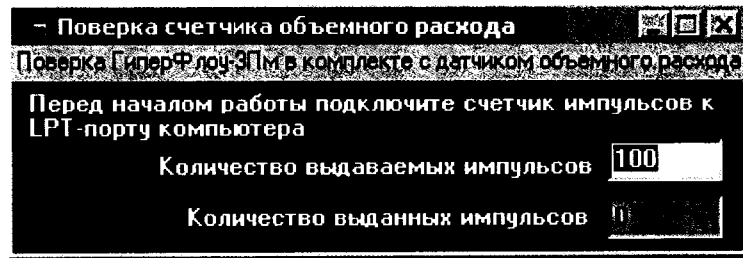 Поверка счетчика объемного расхода
Поверка ГиперФлоу-3Пм в комплекте с датчиком объемного расхода
Перед началом работы подключите счетчик импульсов к
LPT-порту компьютера
Количество выдаваемых импульсов 100
Количество выданных импульсов